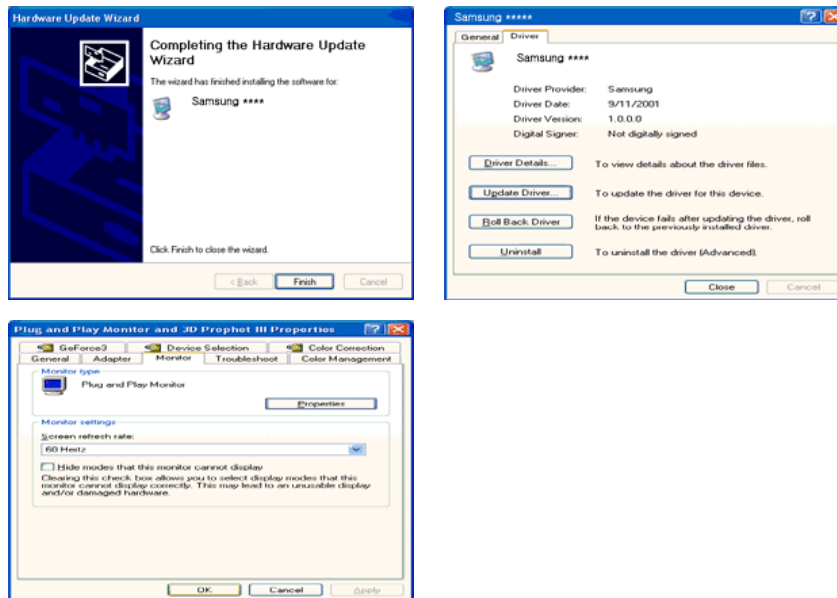 Hardware Update Wizard
Completing the Hardware Update
Wizard
The wizard has finished installing the software for:
Samsung ****
Click Finish to close the wizard.
< Back
Finish
Cancel
Samsung *****
General
Driver
Samsung ****
Driver Provider: Samsung
Driver Date: 9/11/2001
Driver Version: 1.0.0.0
Digital Signer: Not digitally signed
Driver Details... To view details about the driver files.
Update Driver... To update the driver for this device.
Roll Back Driver If the device fails after updating the driver, roll
back to the previously installed driver.
Uninstall To uninstall the driver (Advanced).
Close
Cancel
Plug and Play Monitor and 3D Prophet III Properties
GeForce3
Device Selection
Color Correction
General
Adapter
Monitor
Troubleshoot
Color Management
Monitor type
Plug and Play Monitor
Properties
Monitor settings
Screen refresh rate:
60 Hertz
Hide modes that this monitor cannot display
Clearing this check box allows you to select display modes that this
monitor cannot display correctly. This may lead to an unusable display
and/or damaged hardware.
OK
Cancel
Apply